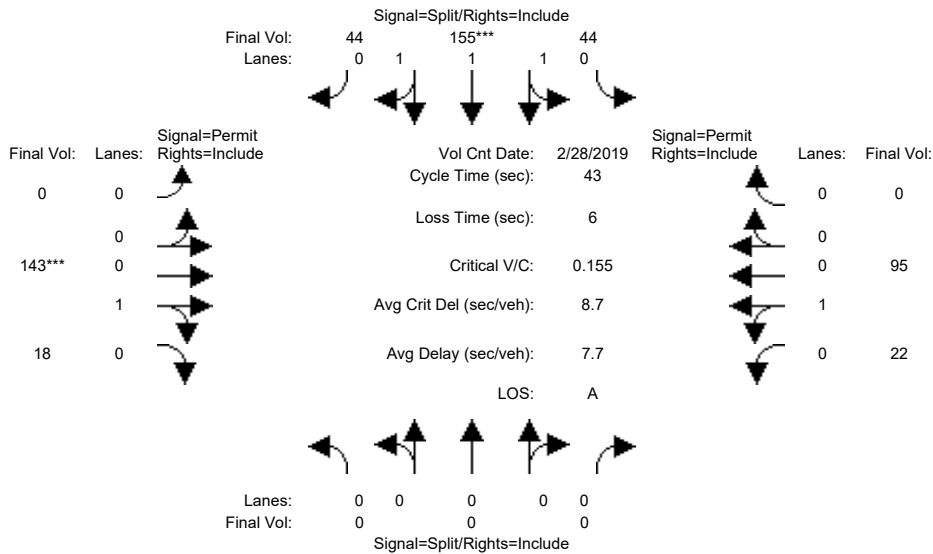 Signal=Split/Rights=Include
Final Vol: 44 155*** 44
Lanes: 0 1 1 1 0
Signal=Permit Signal=Permit
Final Vol: Lanes: Rights=Include Vol Cnt Date: 2/28/2019 Rights=Include Lanes: Final Vol:
Cycle Time (sec): 43
0 0 0 0
Loss Time (sec): 6
0 0
143*** 0 Critical V/C: 0.155 0 95
1 Avg Crit Del (sec/veh): 8.7 1
18 0 Avg Delay (sec/veh): 7.7 0 22
LOS: A
Lanes: 0 0 0 0 0
Final Vol: 0 0 0
Signal=Split/Rights=Include